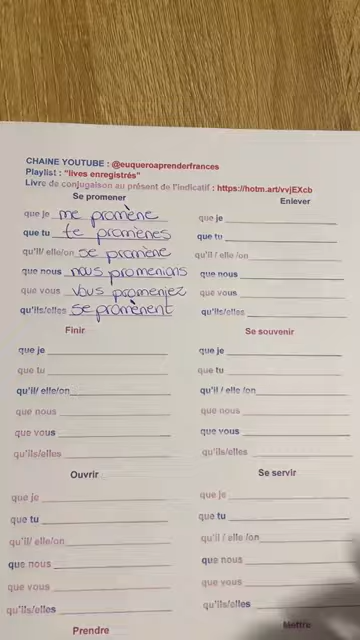 CHAINE YOUTUBE : @euqueroaprenderfrances
Playlist : "lives enregistrés"
Livre de conjugaison au présent de l'indicatif : https://hotm.art/vvjEXcb
Se promener
que je me promène
que tu te promènes
qu'il/ elle/on se promène
que nous nous promenions
que vous vous promeniez
qu'ils/elles se promènent
Enlever
que je
que tu
qu'il / elle /on
que nous
que vous
qu'ils/elles
Finir
que je
que tu
qu'il/ elle/on
que nous
que vous
qu'ils/elles
Se souvenir
que je
que tu
qu'il / elle /on
que nous
que vous
qu'ils/elles
Ouvrir
que je
que tu
qu'il/ elle/on
que nous
que vous
qu'ils/elles
Se servir
que je
que tu
qu'il / elle /on
que nous
que vous
qu'ils/elles
Prendre
Mettre